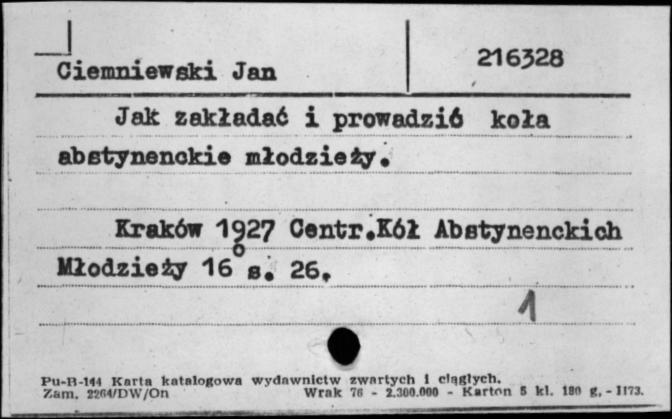 Ciemniewski Jan
216328
Jak zakładać i prowadzić koła
abstynenckie młodzieży.
Kraków 1927 Centr.Kół Abstynenckich
Młodzieży 16° s. 26.
1
Pu-B-144 Karta katalogowa wydawnictw zwartych i ciągłych.
Zam. 2264/DW/On Wrak 76 - 2.300.000 - Karton 5 kl. 180 g. - II73.